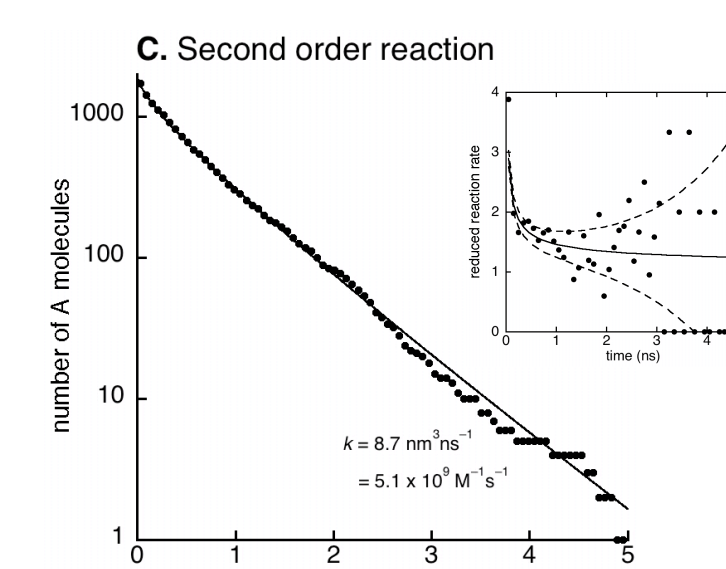 C. Second order reaction
number of A molecules
1000
100
10
1
0 1 2 3 4 5
k = 8.7 nm³ns⁻¹
= 5.1 x 10⁹ M⁻¹s⁻¹
reduced reaction rate
4
3
2
1
0
0 1 2 3 4
time (ns)